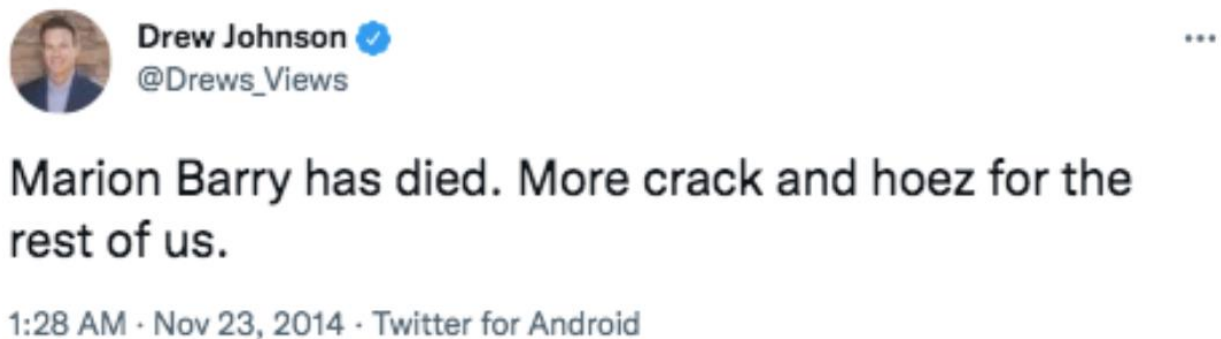 Drew Johnson
@Drews_Views
Marion Barry has died. More crack and hoez for the
rest of us.
1:28 AM · Nov 23, 2014 · Twitter for Android